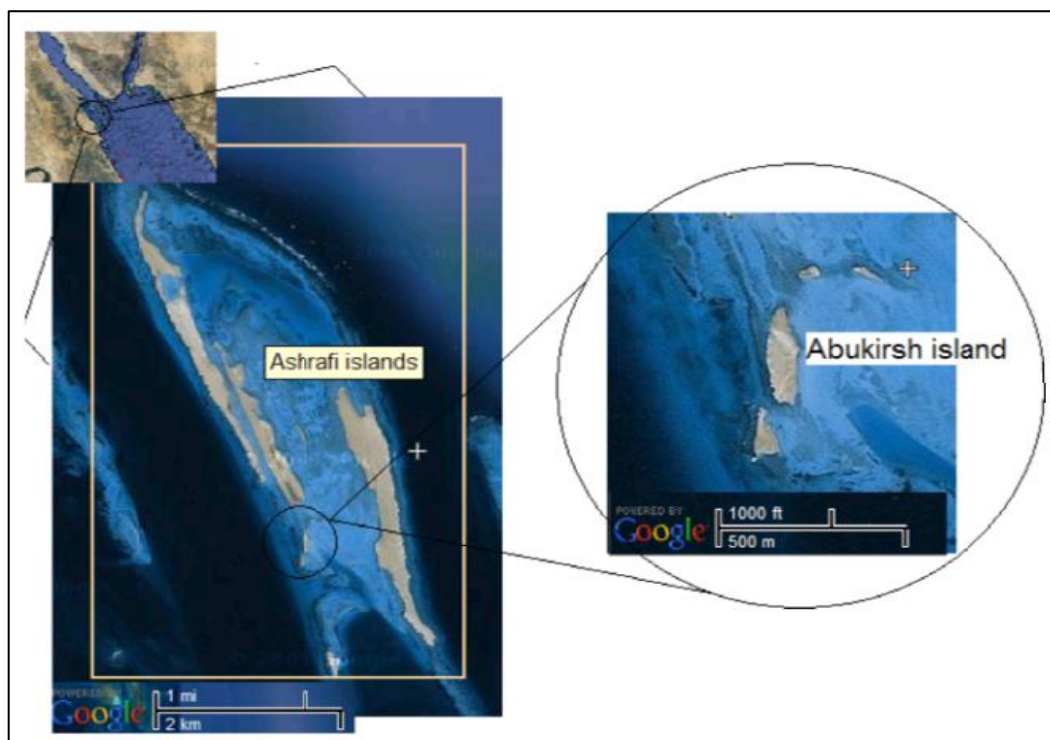 Ashrafi islands
Abukirsh island
POWERED BY
Google
1000 ft
500 m
POWERED BY
Google
1 mi
2 km